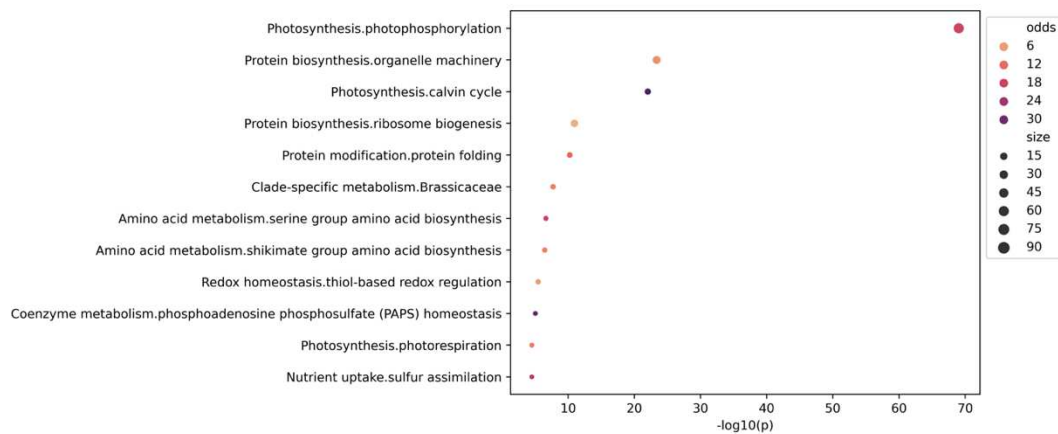 Photosynthesis.photophosphorylation
Protein biosynthesis.organelle machinery
Photosynthesis.calvin cycle
Protein biosynthesis.ribosome biogenesis
Protein modification.protein folding
Clade-specific metabolism.Brassicaceae
Amino acid metabolism.serine group amino acid biosynthesis
Amino acid metabolism.shikimate group amino acid biosynthesis
Redox homeostasis.thiol-based redox regulation
Coenzyme metabolism.phosphoadenosine phosphosulfate (PAPS) homeostasis
Photosynthesis.photorespiration
Nutrient uptake.sulfur assimilation
10 20 30 40 50 60 70
-log10(p)
odds
6
12
18
24
30
size
15
30
45
60
75
90